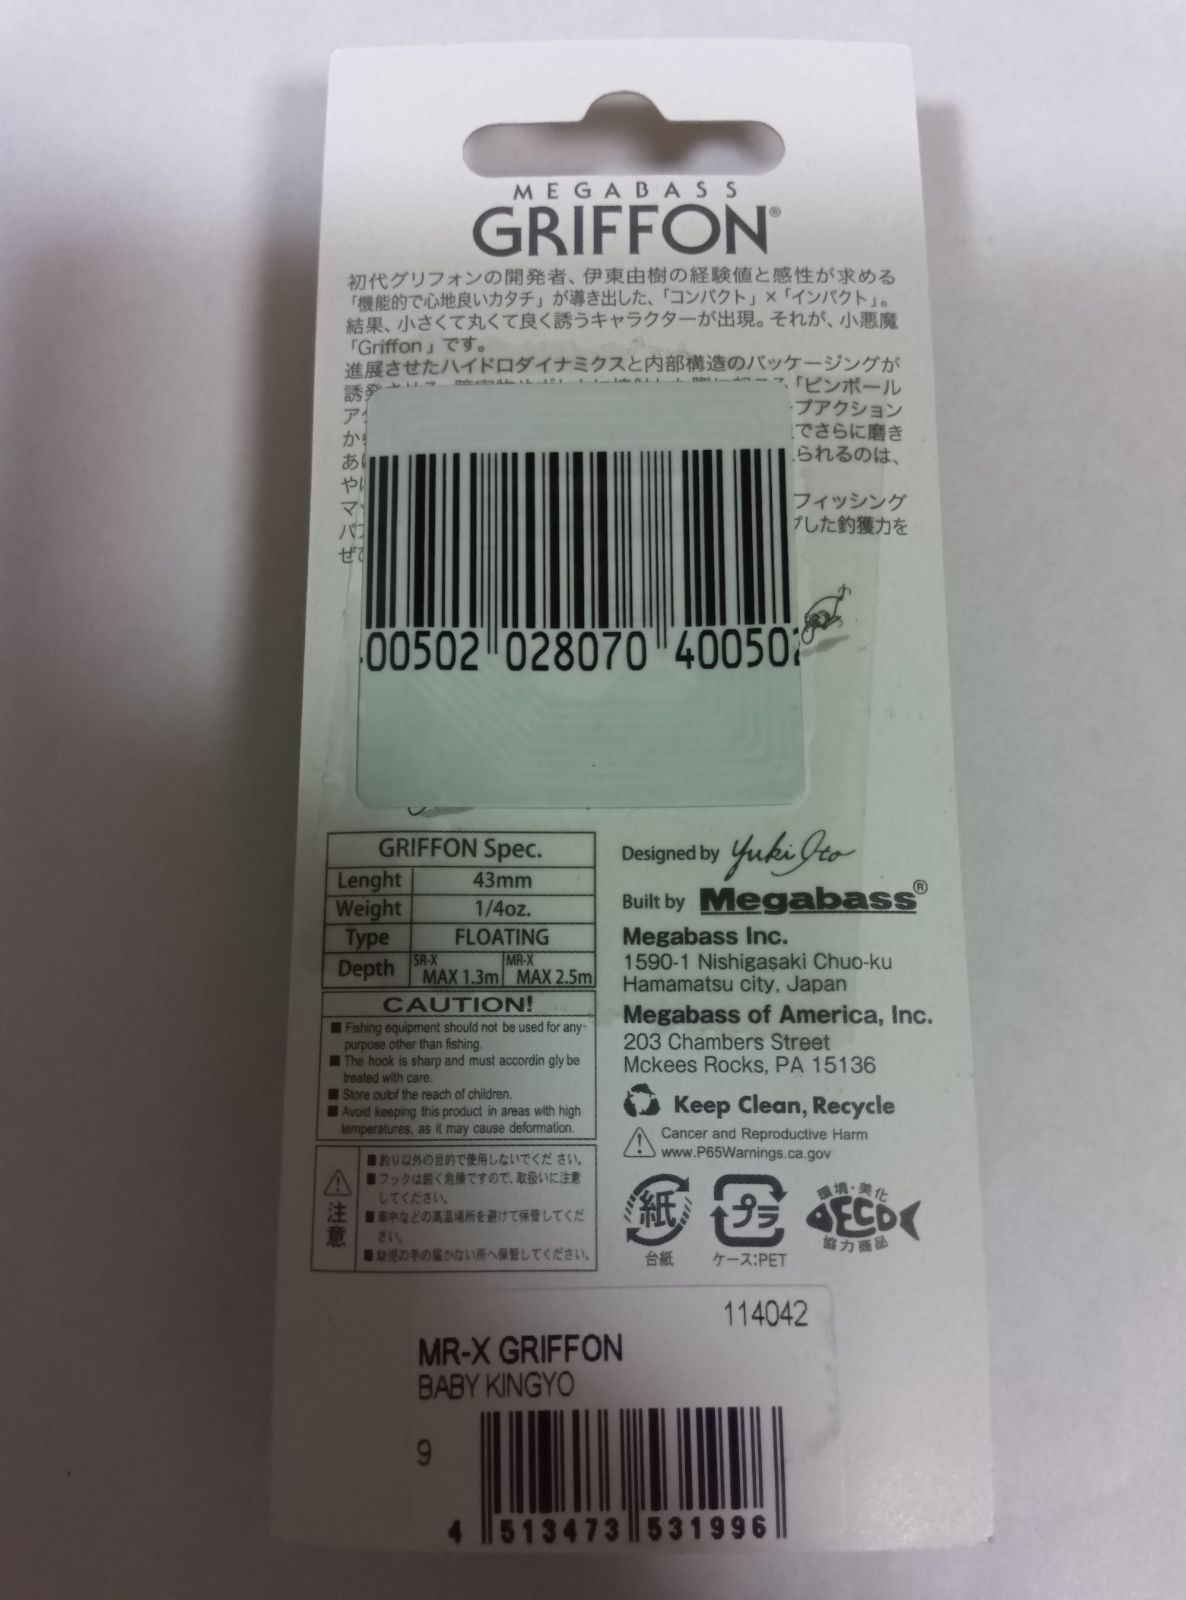 MEGABASS
GRIFFON®
初代グリフォンの開発者、伊東由樹の経験値と感性が求める
「機能的で心地良いカタチ」が導き出した、「コンパクト」×「インパクト」。
結果、小さくて丸くて良く誘うキャラクターが出現。それが、小悪魔
「Griffon」です。
進展させたハイドロダイナミクスと内部構造のパッケージングが
「ピンボール
プアクション
でさらに磨き
られるのは、
フィッシング
した釣獲力を
00502 028070 400502
GRIFFON Spec.
Lenght 43mm
Weight 1/4oz.
Type FLOATING
Depth SR-X MAX 1.3m MR-X MAX 2.5m
CAUTION!
■ Fishing equipment should not be used for any
purpose other than fishing.
■ The hook is sharp and must accordin gly be
treated with care.
■ Store outof the reach of children.
■ Avoid keeping this product in areas with high
temperatures, as it may cause deformation.
注意
■釣り以外の目的で使用しないでくだ さい。
■フックは鋭く危険ですので、取扱いに注意
してください。
■車中などの高温場所を避けて保管してくだ
さい。
■幼児の手の届かない所へ保管してください。
Designed by Yuki Ito
Built by Megabass®
Megabass Inc.
1590-1 Nishigasaki Chuo-ku
Hamamatsu city, Japan
Megabass of America, Inc.
203 Chambers Street
Mckees Rocks, PA 15136
Keep Clean, Recycle
Cancer and Reproductive Harm
www.P65Warnings.ca.gov
紙
台紙
プラ
ケース:PET
環境・美化
ECO
協力商品
114042
MR-X GRIFFON
BABY KINGYO
9
4 513473 531996